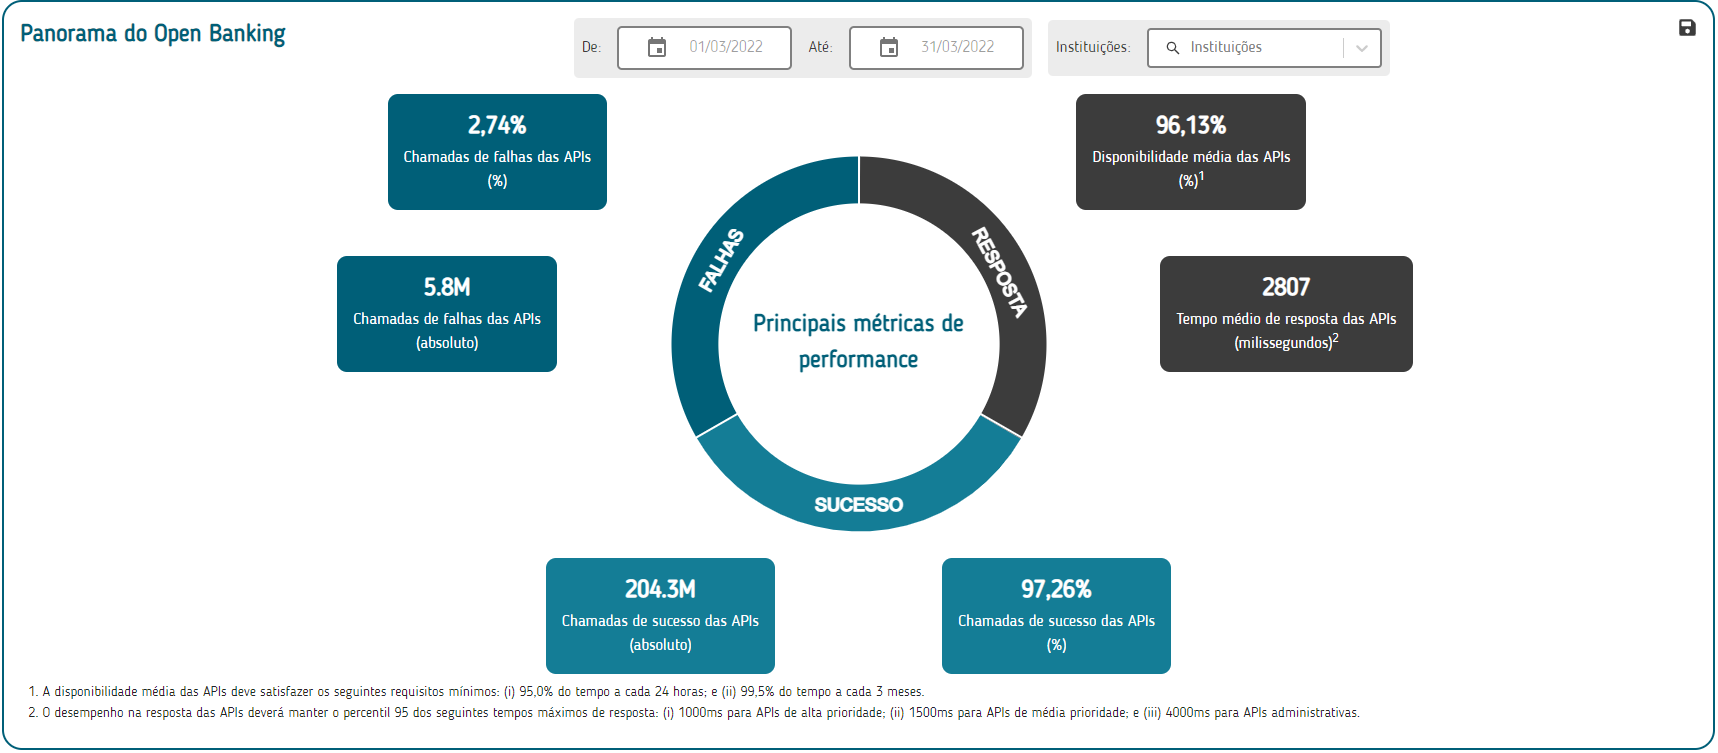 Panorama do Open Banking
De: 01/03/2022 Até: 31/03/2022 Instituições: Instituições
2,74%
Chamadas de falhas das APIs
(%)
96,13%
Disponibilidade média das APIs
(%)1
5.8M
Chamadas de falhas das APIs
(absoluto)
2807
Tempo médio de resposta das APIs
(milissegundos)2
FALHAS
RESPOSTA
Principais métricas de
performance
SUCESSO
204.3M
Chamadas de sucesso das APIs
(absoluto)
97,26%
Chamadas de sucesso das APIs
(%)
1. A disponibilidade média das APIs deve satisfazer os seguintes requisitos mínimos: (i) 95,0% do tempo a cada 24 horas; e (ii) 99,5% do tempo a cada 3 meses.
2. O desempenho na resposta das APIs deverá manter o percentil 95 dos seguintes tempos máximos de resposta: (i) 1000ms para APIs de alta prioridade; (ii) 1500ms para APIs de média prioridade; e (iii) 4000ms para APIs administrativas.